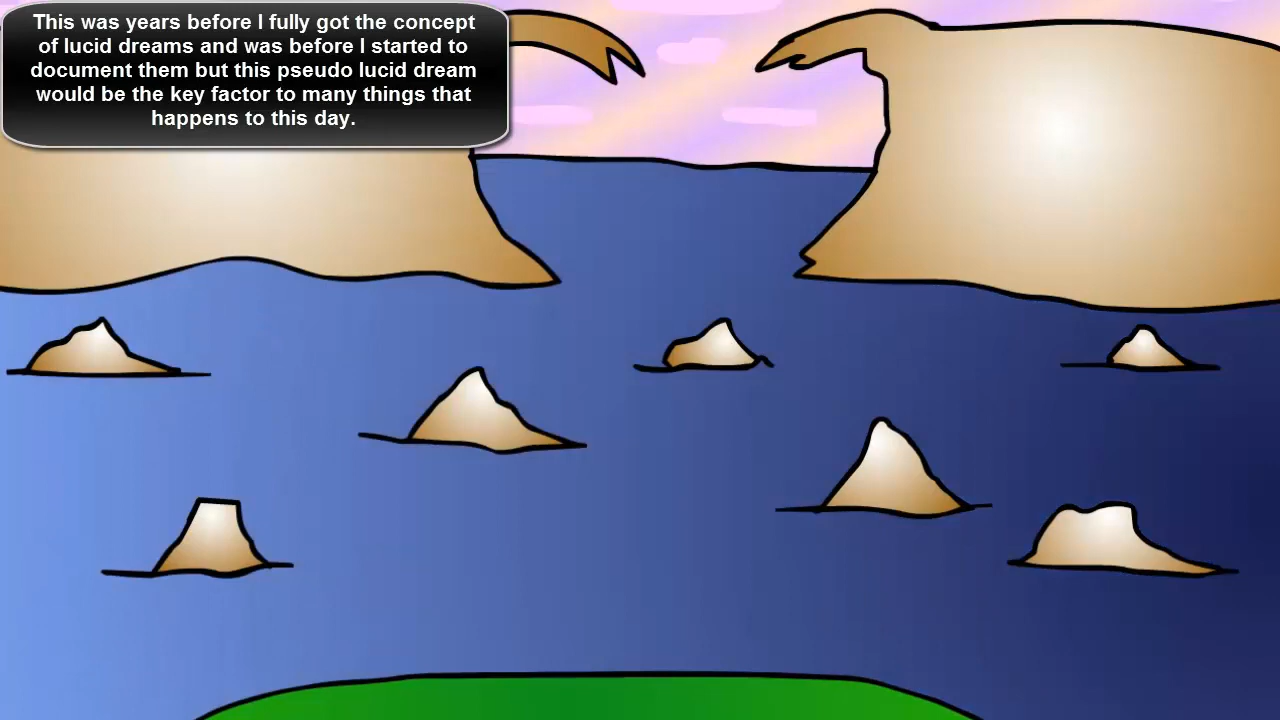 This was years before I fully got the concept
of lucid dreams and was before I started to
document them but this pseudo lucid dream
would be the key factor to many things that
happens to this day.